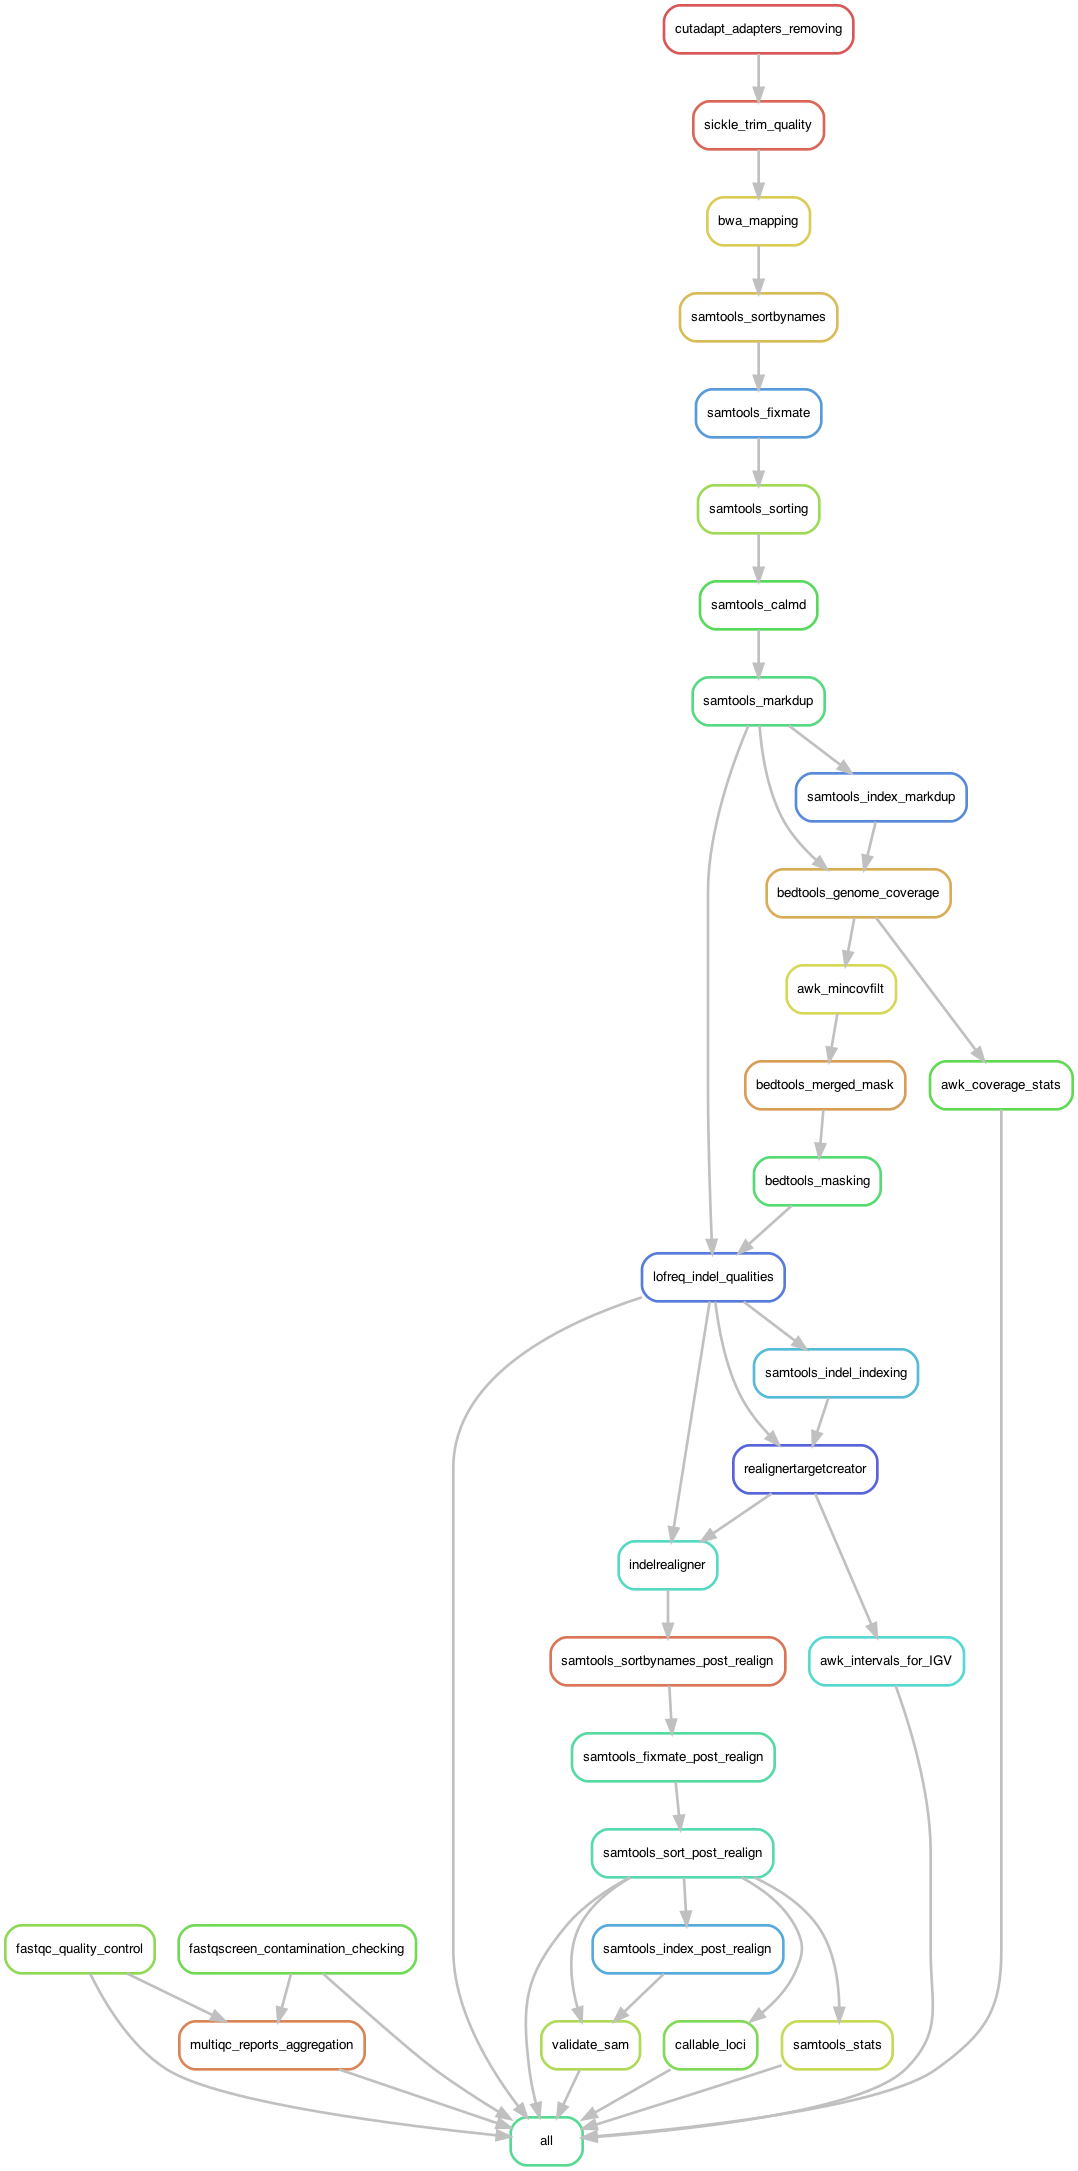 cutadapt_adapters_removing
sickle_trim_quality
bwa_mapping
samtools_sortbynames
samtools_fixmate
samtools_sorting
samtools_calmd
samtools_markdup
samtools_index_markdup
bedtools_genome_coverage
awk_mincovfilt
bedtools_merged_mask
awk_coverage_stats
bedtools_masking
lofreq_indel_qualities
samtools_indel_indexing
realignertargetcreator
indelrealigner
samtools_sortbynames_post_realign
awk_intervals_for_IGV
samtools_fixmate_post_realign
samtools_sort_post_realign
fastqc_quality_control
fastqscreen_contamination_checking
samtools_index_post_realign
multiqc_reports_aggregation
validate_sam
callable_loci
samtools_stats
all